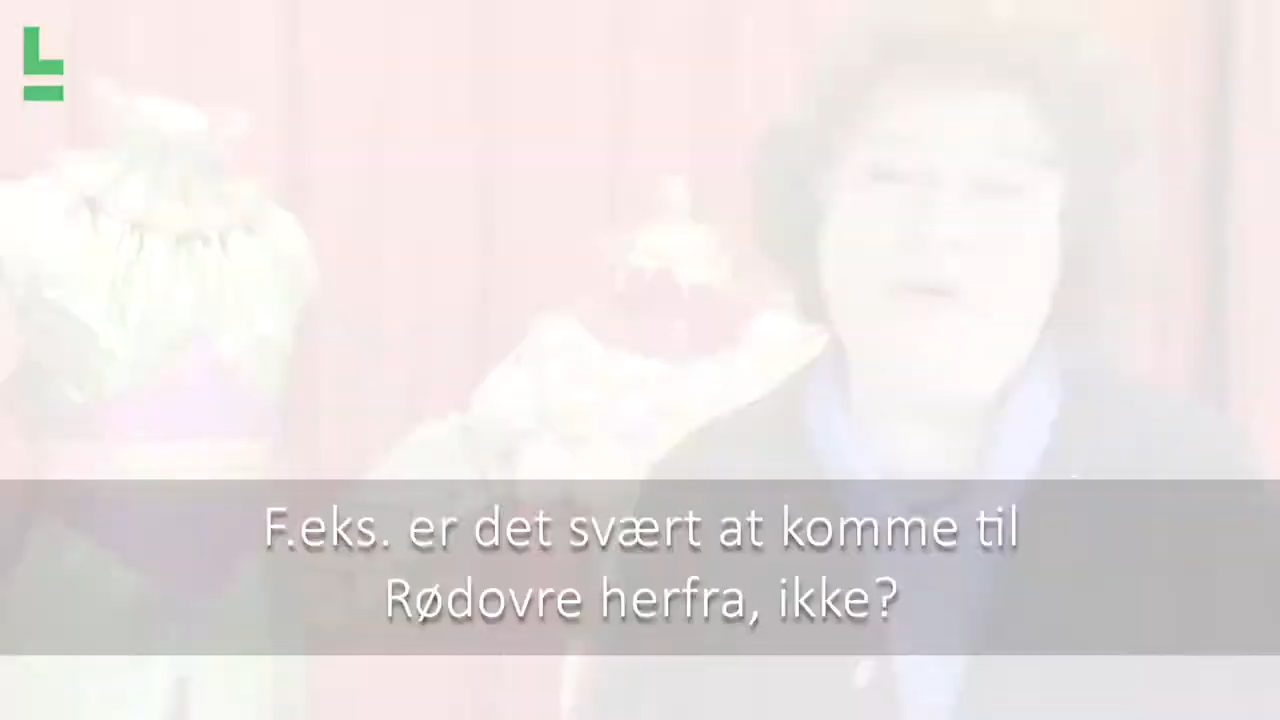 F.eks. er det svært at komme til
Rødovre herfra, ikke?